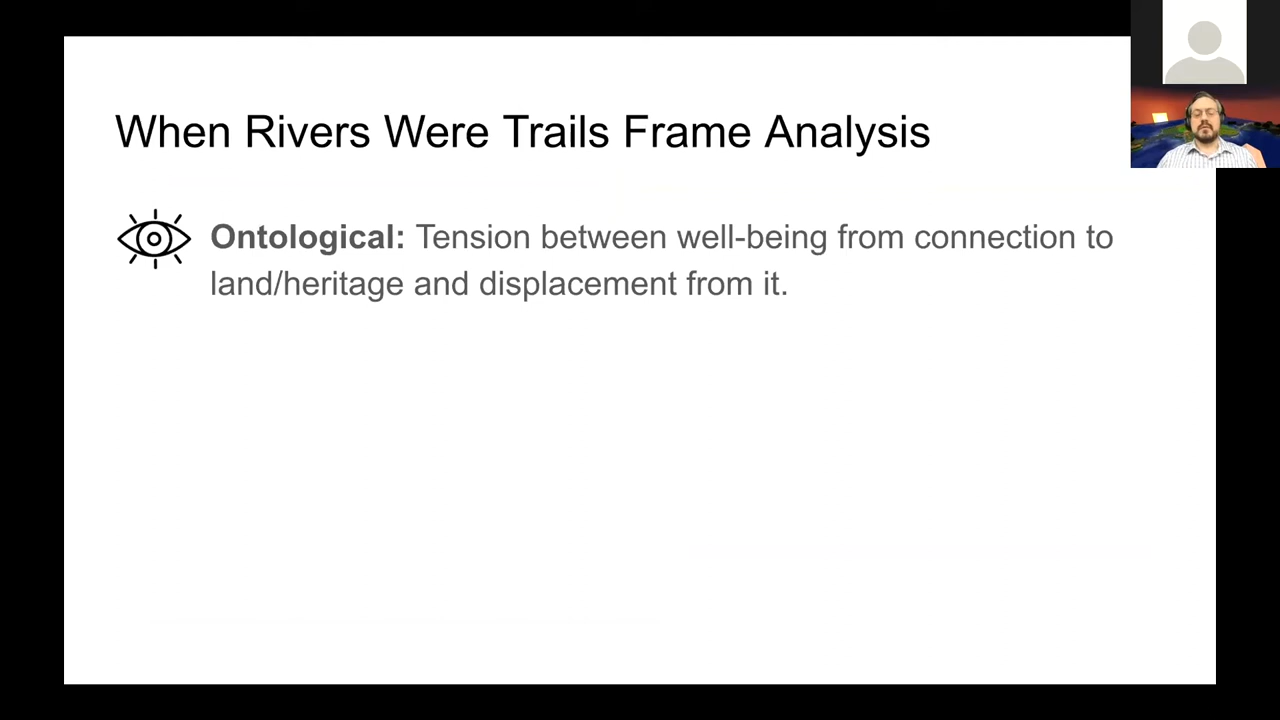 When Rivers Were Trails Frame Analysis
Ontological: Tension between well-being from connection to
land/heritage and displacement from it.